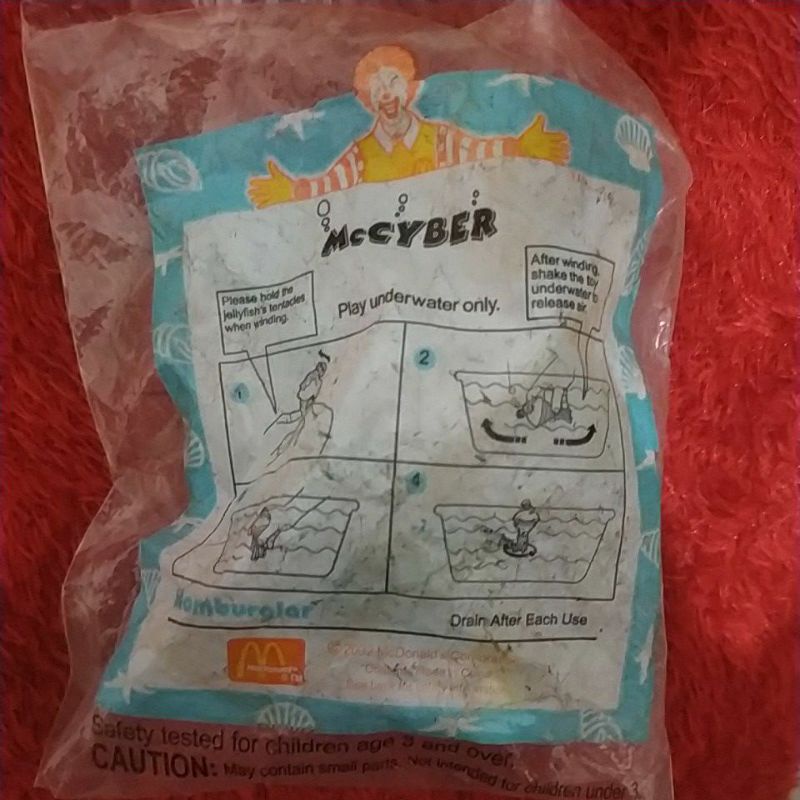 McCYBER
Please hold the
jellyfish's tentacles
when winding.
Play underwater only.
After winding,
shake the toy
underwater to
release air.
1
2
4
Hamburglar
Drain After Each Use
McDonald's
© McDonald's
Safety tested for children age 3 and over.
CAUTION: May contain small parts. Not intended for children under 3.